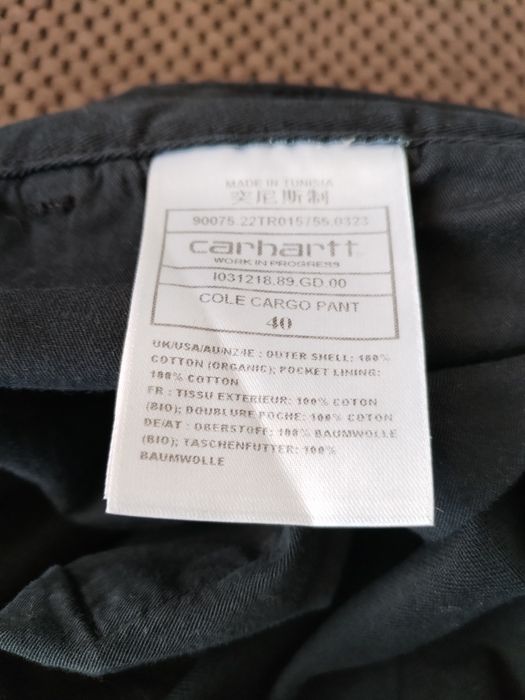 MADE IN TUNISIA
突尼斯制
90075.22TR015/55.0323
carhartt
WORK IN PROGRESS
I031218.89.GD.00
COLE CARGO PANT
40
UK/USA/AU/NZ/IE : OUTER SHELL: 100%
COTTON (ORGANIC); POCKET LINING:
100% COTTON
FR : TISSU EXTERIEUR: 100% COTON
(BIO); DOUBLURE POCHE: 100% COTON
DE/AT : OBERSTOFF: 100% BAUMWOLLE
(BIO); TASCHENFUTTER: 100%
BAUMWOLLE